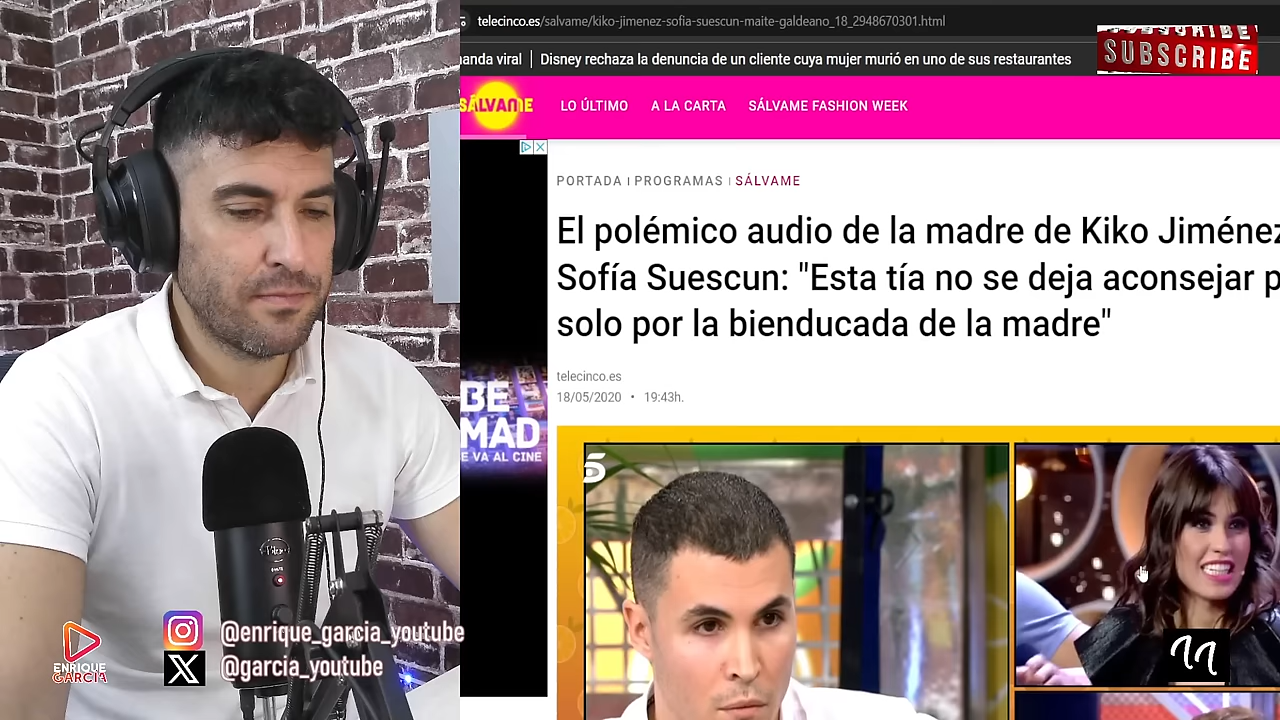 telecinco.es/salvame/kiko-jimenez-sofia-suescun-maite-galdeano_18_2948670301.html
SUBSCRIBE
SUBSCRIBE
anda viral | Disney rechaza la denuncia de un cliente cuya mujer murió en uno de sus restaurantes
SÁLVAME
LO ÚLTIMO
A LA CARTA
SÁLVAME FASHION WEEK
PORTADA | PROGRAMAS | SÁLVAME
El polémico audio de la madre de Kiko Jiménez
Sofía Suescun: "Esta tía no se deja aconsejar p
solo por la bienducada de la madre"
telecinco.es
18/05/2020 • 19:43h.
BE
MAD
E VA AL CINE
5
ENRIQUE
GARCIA
@enrique_garcia_youtube
@garcia_youtube